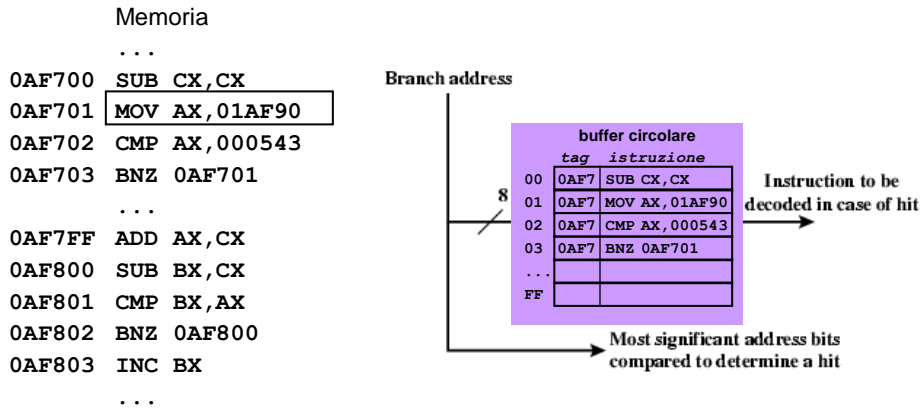 Memoria
...
0AF700 SUB CX,CX
0AF701 MOV AX,01AF90
0AF702 CMP AX,000543
0AF703 BNZ 0AF701
...
0AF7FF ADD AX,CX
0AF800 SUB BX,CX
0AF801 CMP BX,AX
0AF802 BNZ 0AF800
0AF803 INC BX
...
Branch address
8
buffer circolare
tag istruzione
00 0AF7 SUB CX,CX
01 0AF7 MOV AX,01AF90
02 0AF7 CMP AX,000543
03 0AF7 BNZ 0AF701
...
FF
Instruction to be
decoded in case of hit
Most significant address bits
compared to determine a hit